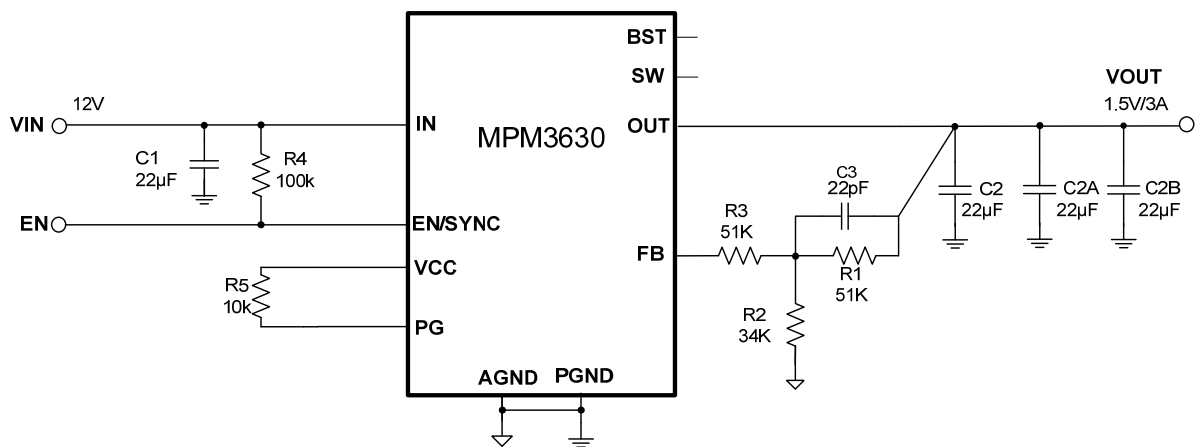 BST
SW
VOUT
1.5V/3A
12V
VIN
IN
MPM3630
OUT
C1
22µF
R4
100k
C3
22pF
C2
22µF
C2A
22µF
C2B
22µF
EN
EN/SYNC
R3
51K
FB
R1
51K
VCC
R5
10k
R2
34K
PG
AGND
PGND